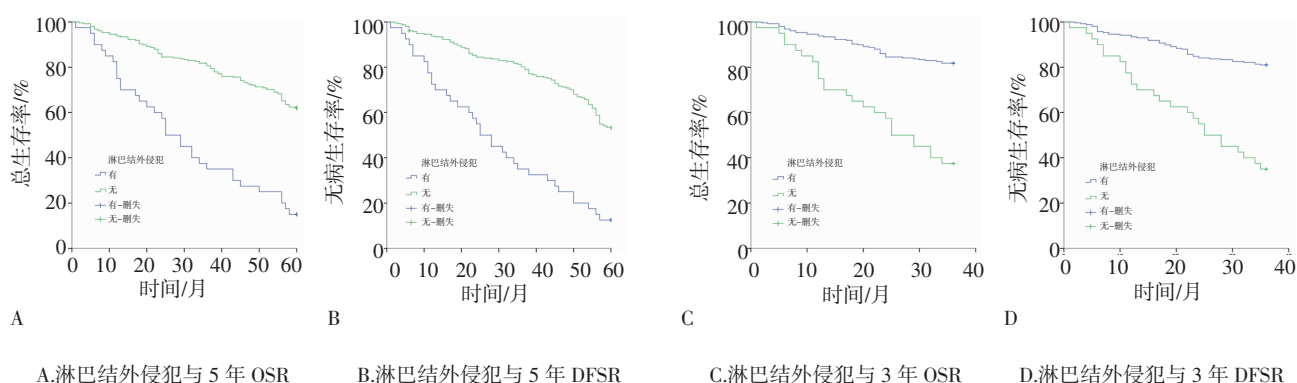 总生存率/%
100
80
60
40
20
0
淋巴结外侵犯
有
无
有-删失
无-删失
0 10 20 30 40 50 60
时间/月
A
无病生存率/%
100
80
60
40
20
0
淋巴结外侵犯
有
无
有-删失
无-删失
0 10 20 30 40 50 60
时间/月
B
总生存率/%
100
80
60
40
20
0
淋巴结外侵犯
有
无
有-删失
无-删失
0 10 20 30 40
时间/月
C
无病生存率/%
100
80
60
40
20
0
淋巴结外侵犯
有
无
有-删失
无-删失
0 10 20 30 40
时间/月
D
A.淋巴结外侵犯与 5 年 OSR
B.淋巴结外侵犯与 5 年 DFSR
C.淋巴结外侵犯与 3 年 OSR
D.淋巴结外侵犯与 3 年 DFSR